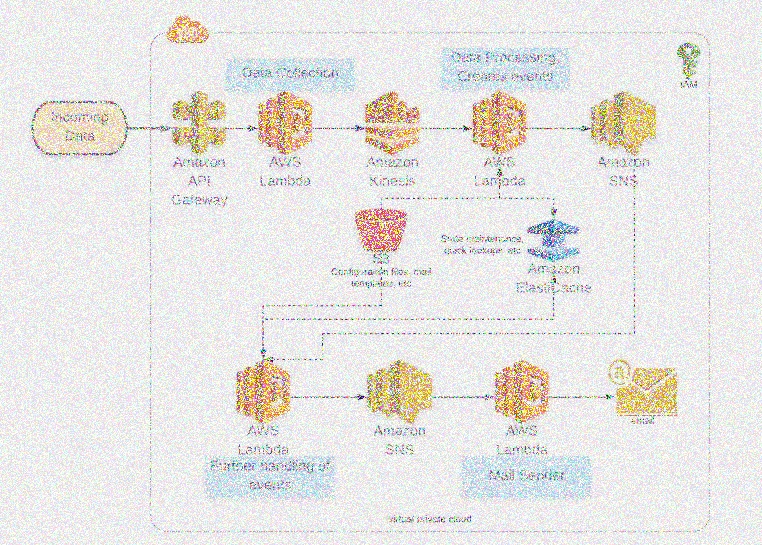 Data Collection
Data Processing,
Creates events
IAM
Incoming
Data
Amazon
API
Gateway
AWS
Lambda
Amazon
Kinesis
AWS
Lambda
Amazon
SNS
S3
Configuration files, mail
templates, etc
State maintenance,
quick lookups, etc
Amazon
ElastiCache
AWS
Lambda
Further handling of
events
Amazon
SNS
AWS
Lambda
Mail Sender
email
virtual private cloud